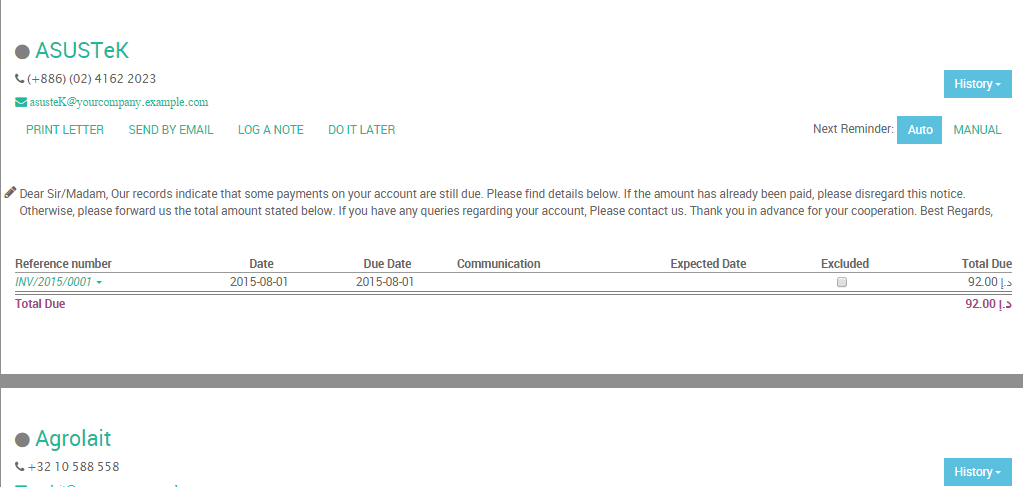 ASUSTeK
(+886) (02) 4162 2023
History
asusteK@yourcompany.example.com
PRINT LETTER SEND BY EMAIL LOG A NOTE DO IT LATER Next Reminder: Auto MANUAL
Dear Sir/Madam, Our records indicate that some payments on your account are still due. Please find details below. If the amount has already been paid, please disregard this notice.
Otherwise, please forward us the total amount stated below. If you have any queries regarding your account, Please contact us. Thank you in advance for your cooperation. Best Regards,
Reference number Date Due Date Communication Expected Date Excluded Total Due
INV/2015/0001 2015-08-01 2015-08-01 92.00 د.إ
Total Due 92.00 د.إ
Agrolait
+32 10 588 558
History